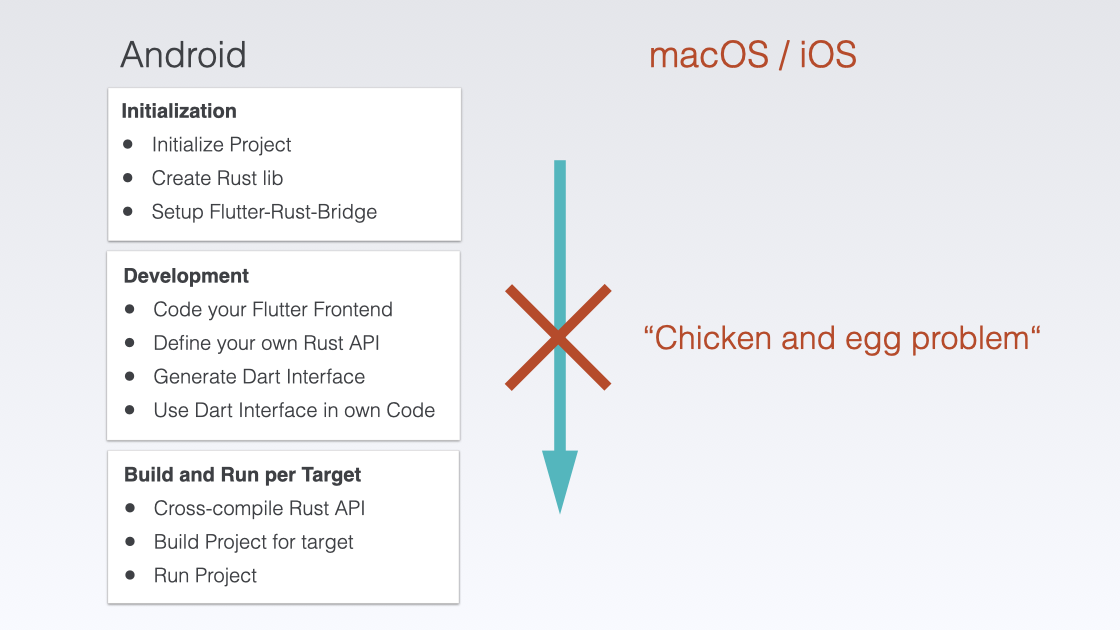 Android
macOS / iOS
Initialization
● Initialize Project
● Create Rust lib
● Setup Flutter-Rust-Bridge
Development
● Code your Flutter Frontend
● Define your own Rust API
● Generate Dart Interface
● Use Dart Interface in own Code
“Chicken and egg problem“
Build and Run per Target
● Cross-compile Rust API
● Build Project for target
● Run Project